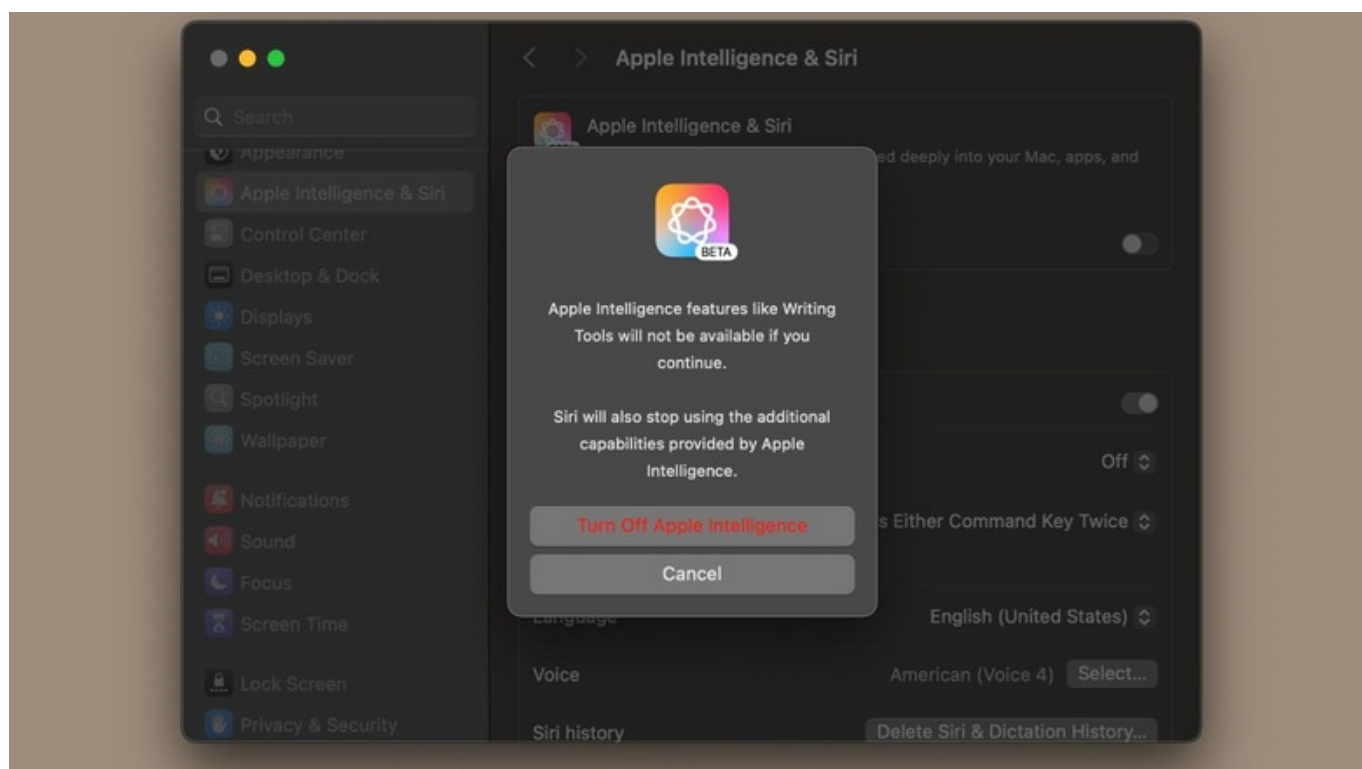 Apple Intelligence & Siri
Search
Appearance
Apple Intelligence & Siri
Control Center
Desktop & Dock
Displays
Screen Saver
Spotlight
Wallpaper
Notifications
Sound
Focus
Screen Time
Lock Screen
Privacy & Security
Apple Intelligence & Siri
ed deeply into your Mac, apps, and
BETA
Apple Intelligence features like Writing
Tools will not be available if you
continue.
Siri will also stop using the additional
capabilities provided by Apple
Intelligence.
Turn Off Apple Intelligence
Cancel
Off
s Either Command Key Twice
Language
English (United States)
Voice
American (Voice 4)
Select...
Siri history
Delete Siri & Dictation History...